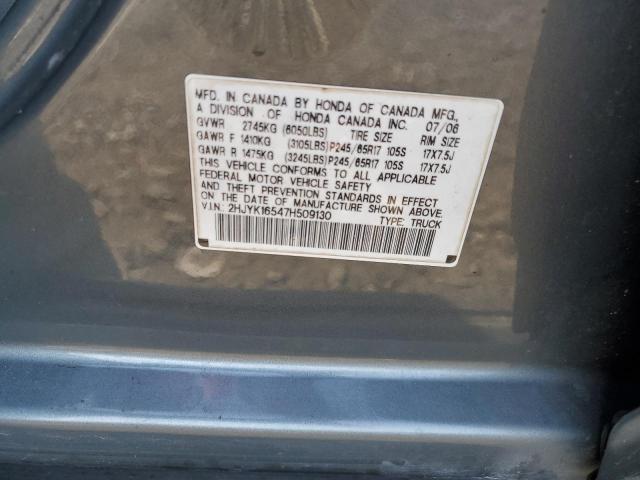 MFD. IN CANADA BY HONDA OF CANADA MFG.,
A DIVISION OF HONDA CANADA INC. 07/06
GVWR 2745KG (6050LBS) TIRE SIZE RIM SIZE
GAWR F 1410KG (3105LBS)P245/65R17 105S 17X7.5J
GAWR R 1475KG (3245LBS)P245/65R17 105S 17X7.5J
THIS VEHICLE CONFORMS TO ALL APPLICABLE
FEDERAL MOTOR VEHICLE SAFETY
AND THEFT PREVENTION STANDARDS IN EFFECT
ON THE DATE OF MANUFACTURE SHOWN ABOVE.
V.I.N: 2HJYK16547H509130 TYPE: TRUCK